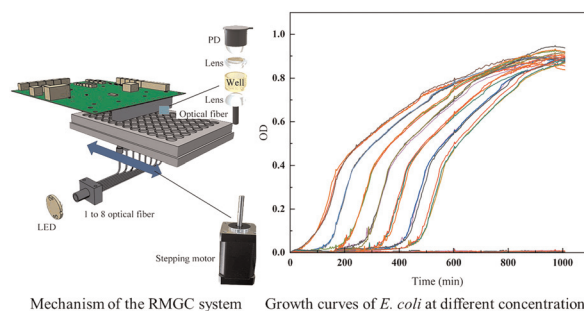 PD
Lens
Well
Lens
Optical fiber
LED
1 to 8 optical fiber
Stepping motor
Mechanism of the RMGC system
OD
1.0
0.8
0.6
0.4
0.2
0.0
0 200 400 600 800 1000
Time (min)
Growth curves of E. coli at different concentration